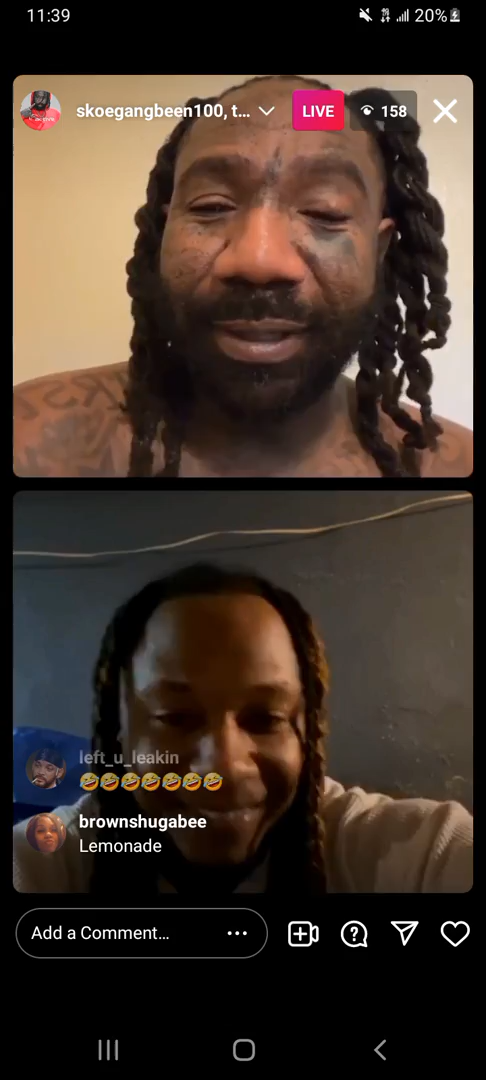 11:39
20%
skoegangbeen100, t...
LIVE
158
left_u_leakin
🤣🤣🤣🤣🤣🤣🤣
brownshugabee
Lemonade
Add a Comment...